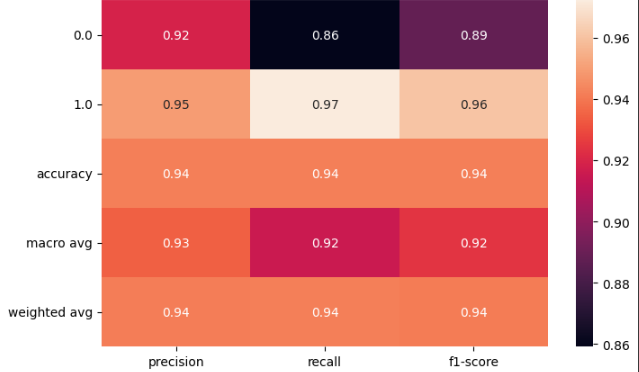 0.0 0.92 0.86 0.89
1.0 0.95 0.97 0.96
accuracy 0.94 0.94 0.94
macro avg 0.93 0.92 0.92
weighted avg 0.94 0.94 0.94
precision recall f1-score
0.96
0.94
0.92
0.90
0.88
0.86